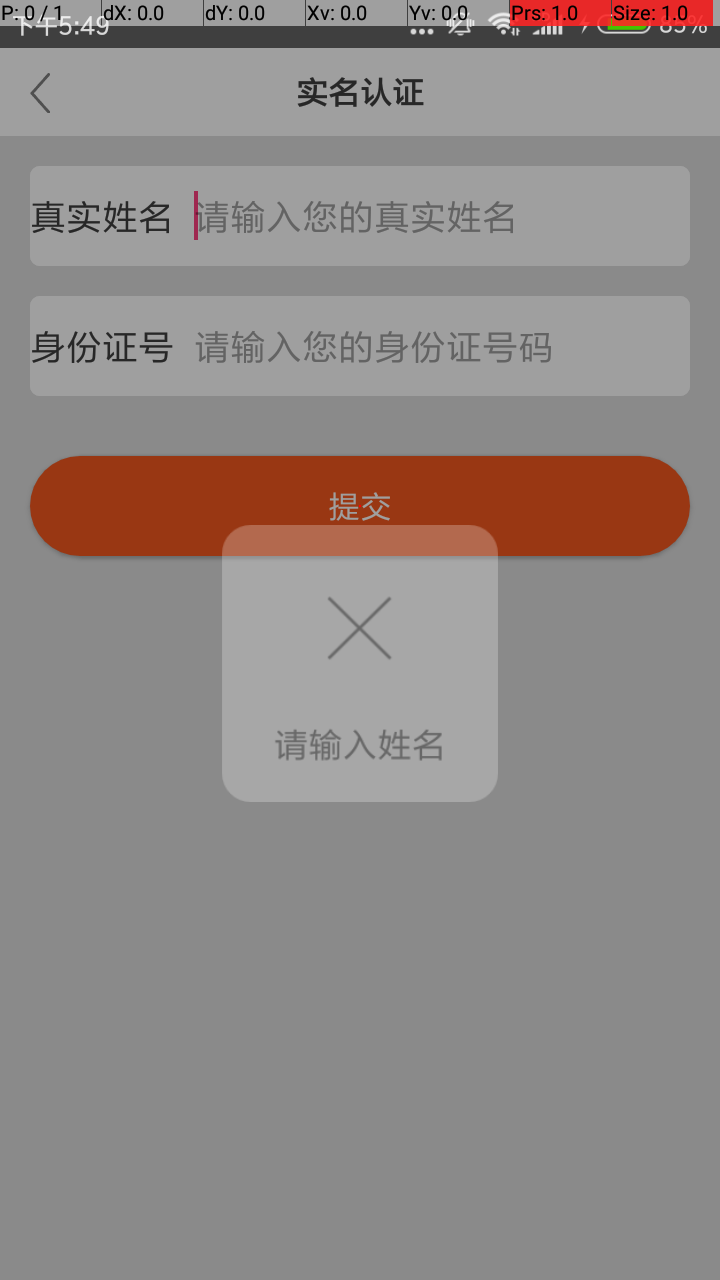 P: 0 / 1 dX: 0.0 dY: 0.0 Xv: 0.0 Yv: 0.0 Prs: 1.0 Size: 1.0
下午5:49 85%
实名认证
真实姓名 请输入您的真实姓名
身份证号 请输入您的身份证号码
提交
请输入姓名